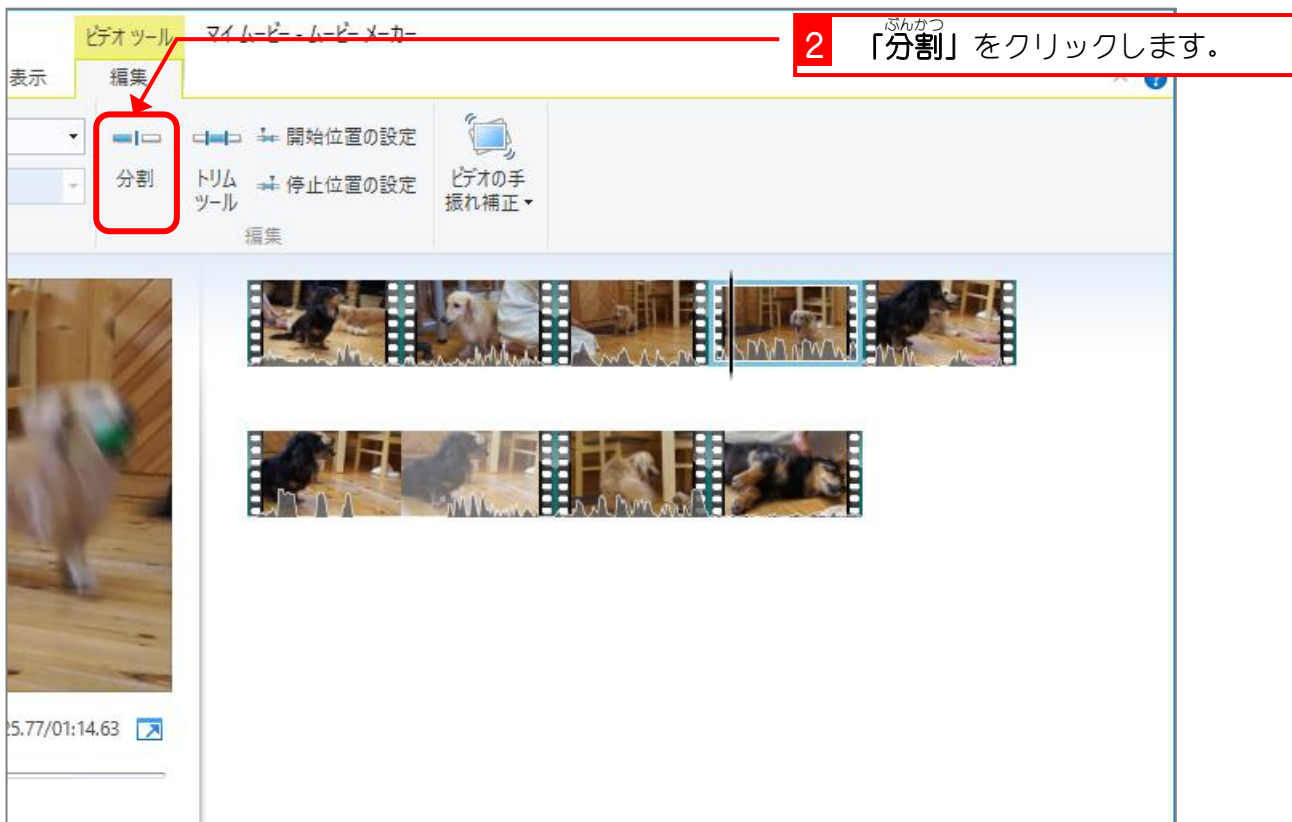 ビデオ ツール
マイ ムービー - ムービー メーカー
2
ぶんかつ
「分割」をクリックします。
表示
編集
分割
トリム
ツール
開始位置の設定
停止位置の設定
ビデオの手
振れ補正
編集
5.77/01:14.63